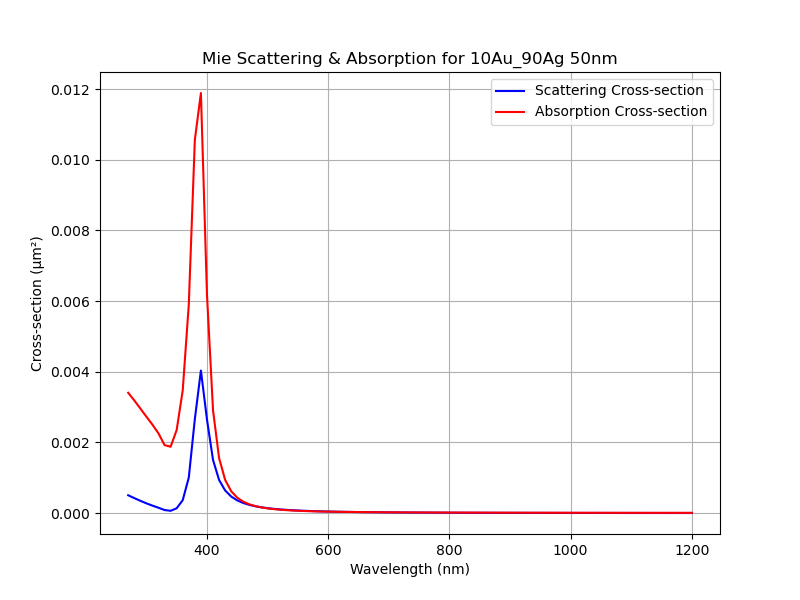 Mie Scattering & Absorption for 10Au_90Ag 50nm
Scattering Cross-section
Absorption Cross-section
Cross-section (μm²)
0.012
0.010
0.008
0.006
0.004
0.002
0.000
400
600
800
1000
1200
Wavelength (nm)